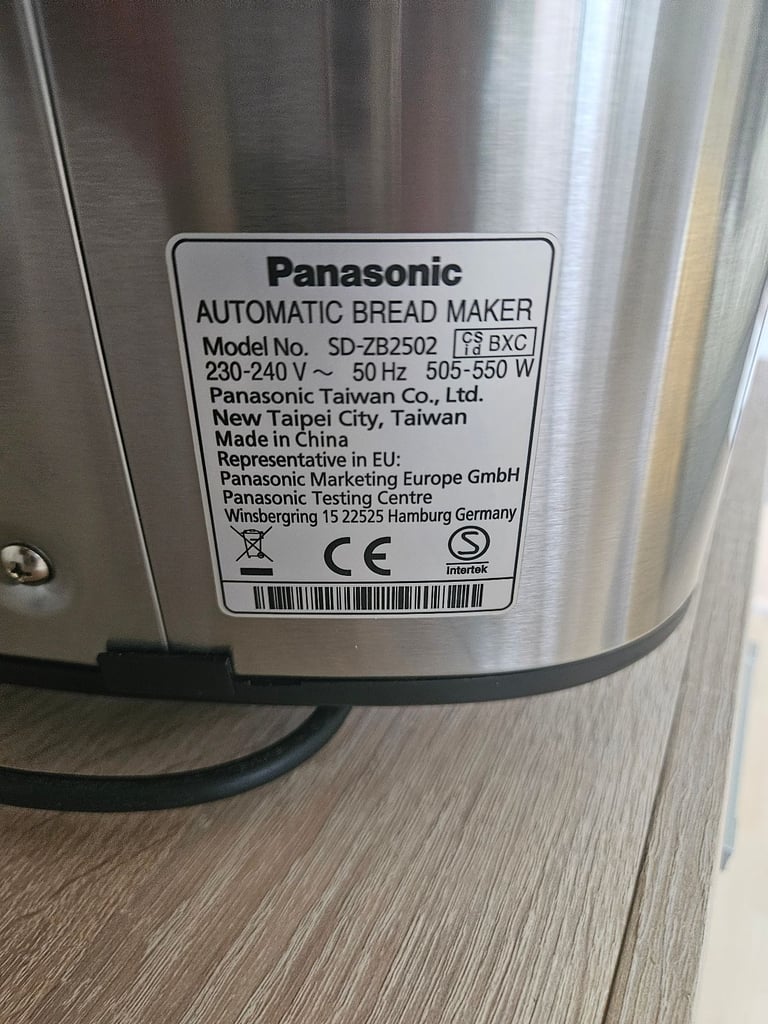 Panasonic
AUTOMATIC BREAD MAKER
Model No. SD-ZB2502 CS id BXC
230-240 V ~ 50 Hz 505-550 W
Panasonic Taiwan Co., Ltd.
New Taipei City, Taiwan
Made in China
Representative in EU:
Panasonic Marketing Europe GmbH
Panasonic Testing Centre
Winsbergring 15 22525 Hamburg Germany
CE S
Intertek